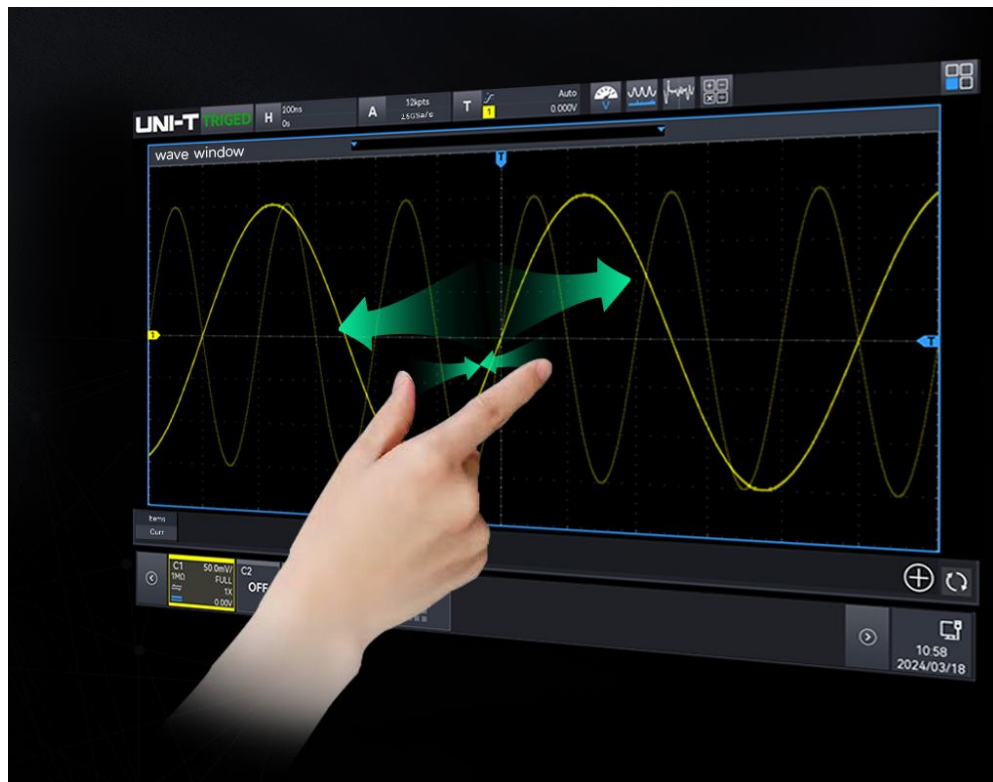 UNI-T TRIGED H 200ns 0s A 12kpts 2.5GSa/s T 1 Auto 0.000V V
wave window
T
1
T
Items
Curr
C1 50.0mV/
1MΩ FULL
1X
0.00V
C2
OFF
10:58
2024/03/18